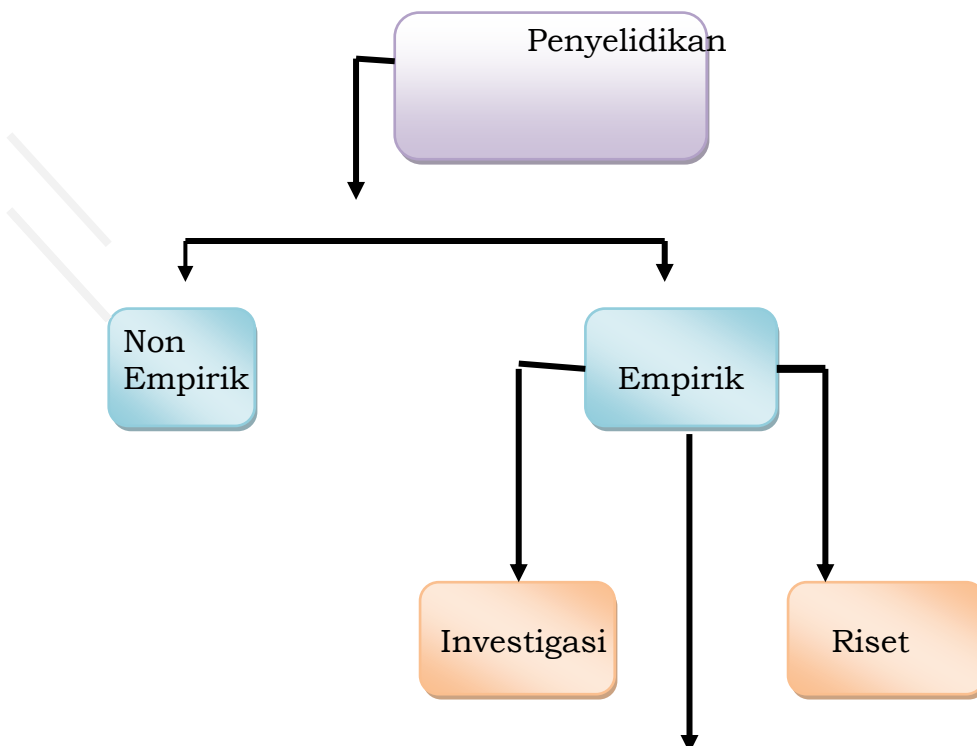 Penyelidikan
Non
Empirik
Empirik
Investigasi
Riset